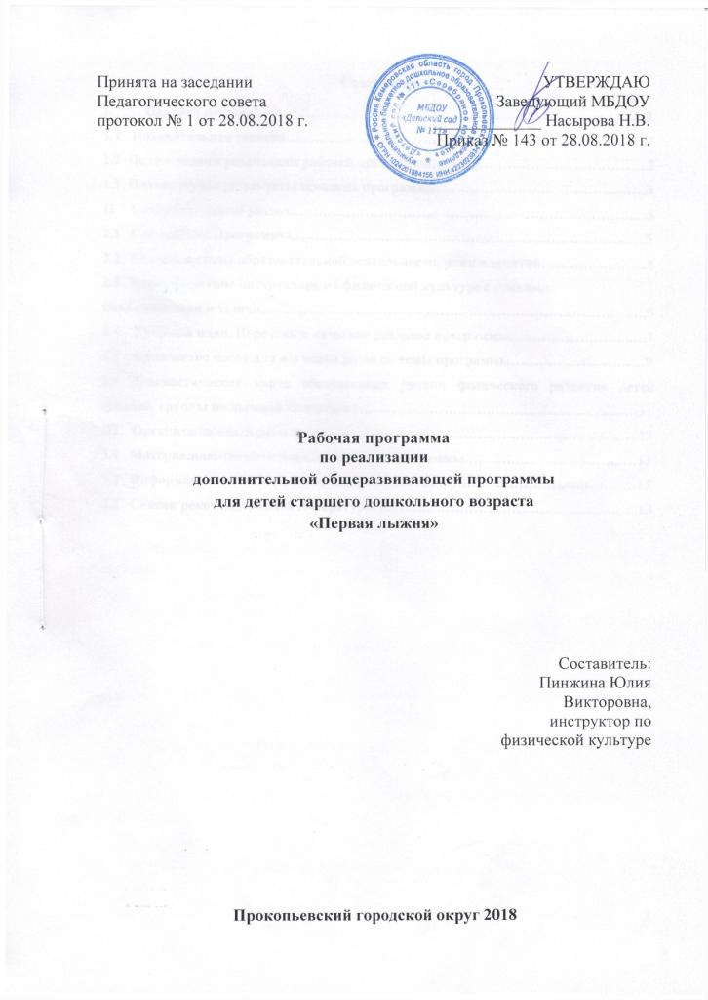 Принята на заседании
Педагогического совета
протокол № 1 от 28.08.2018 г.
УТВЕРЖДАЮ
Заведующий МБДОУ
Насырова Н.В.
Приказ № 143 от 28.08.2018 г.
МБДОУ
«Детский сад
№ 111»
Рабочая программа
по реализации
дополнительной общеразвивающей программы
для детей старшего дошкольного возраста
«Первая лыжня»
Составитель:
Пинжина Юлия
Викторовна,
инструктор по
физической культуре
Прокопьевский городской округ 2018